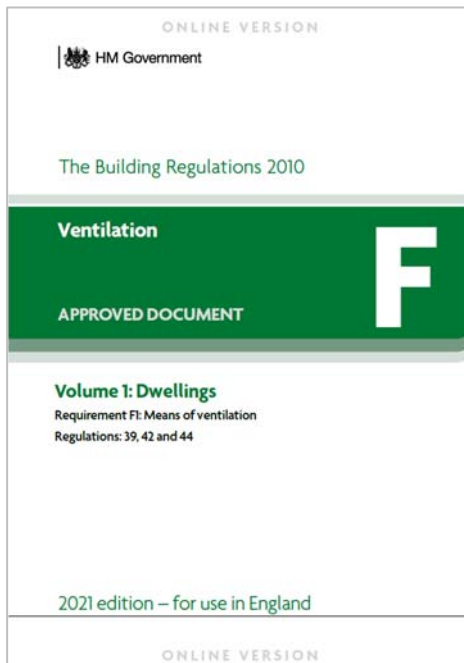 ONLINE VERSION
HM Government
The Building Regulations 2010
Ventilation
F
APPROVED DOCUMENT
Volume 1: Dwellings
Requirement F1: Means of ventilation
Regulations: 39, 42 and 44
2021 edition – for use in England
ONLINE VERSION